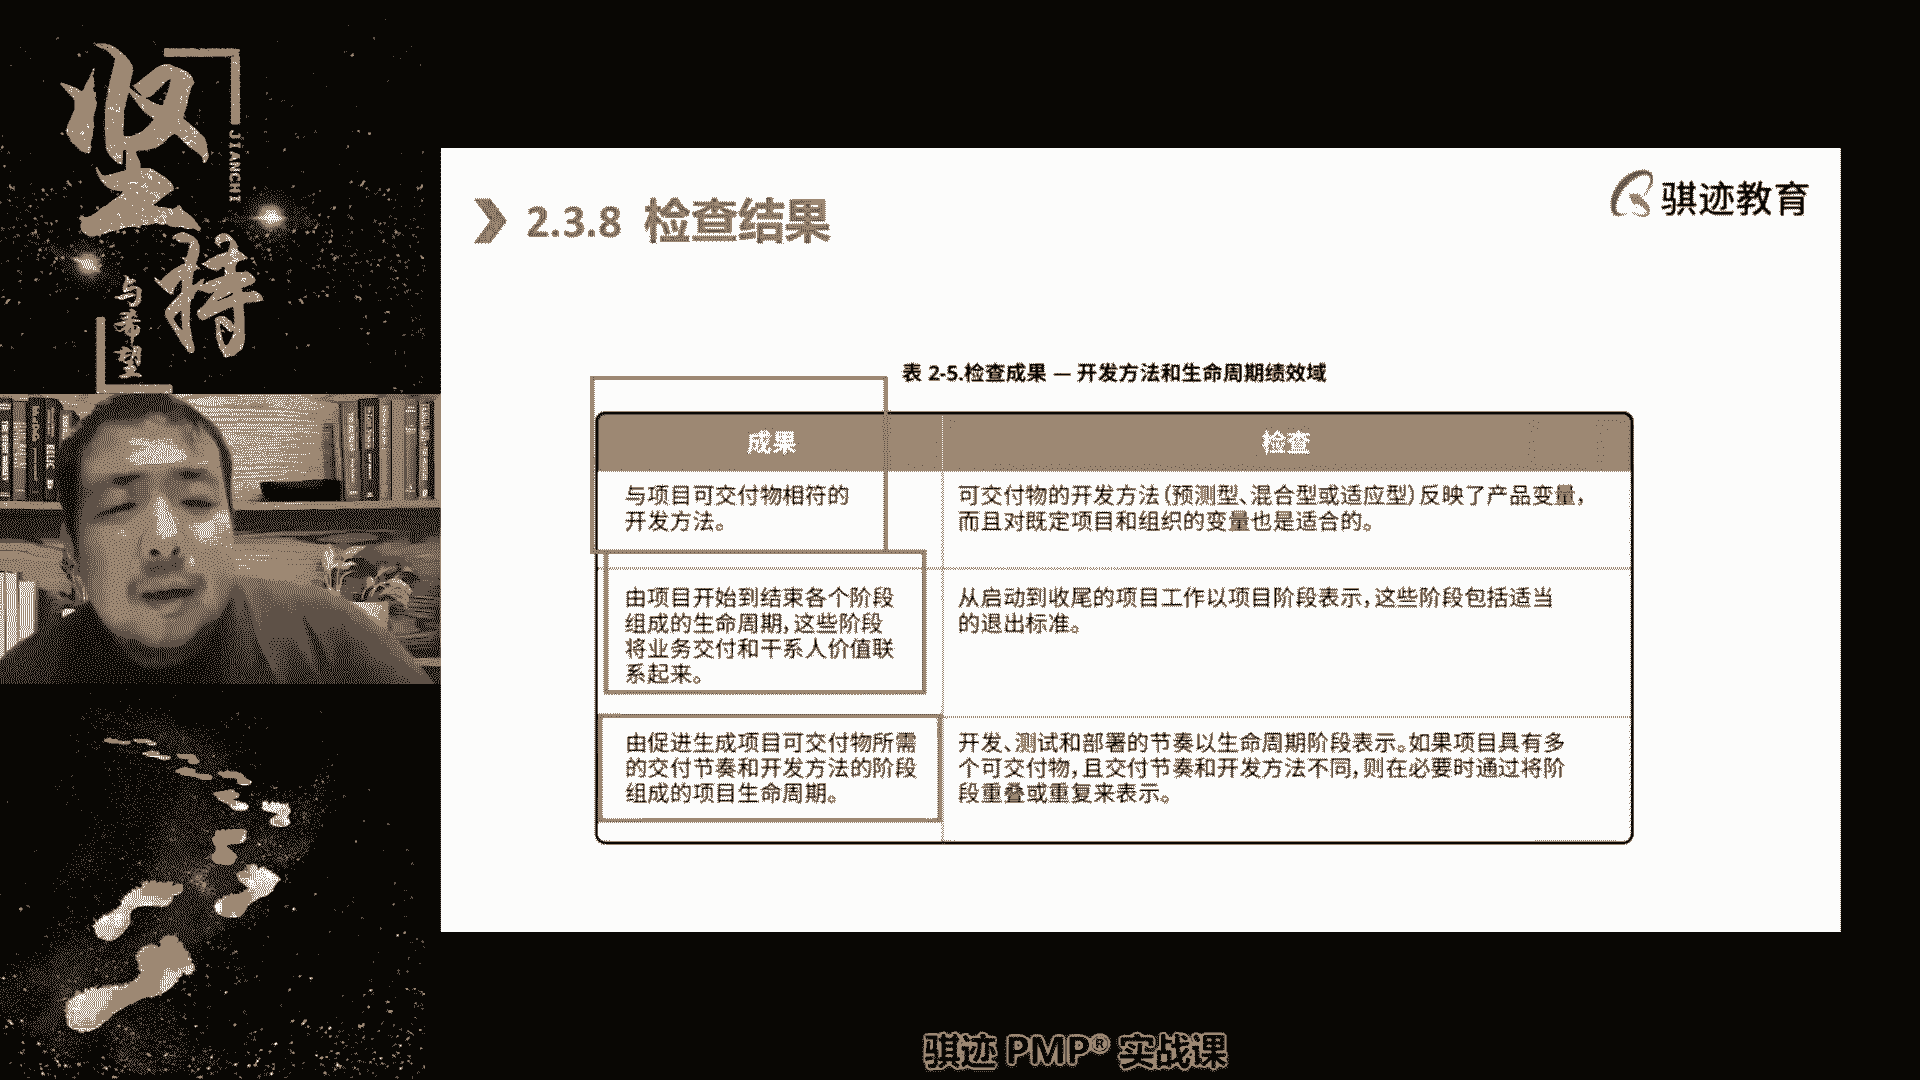 坚持
JIANCHI
与希望
2.3.8 检查结果
骐迹教育
表 2-5.检查成果 — 开发方法和生命周期绩效域
成果
检查
与项目可交付物相符的
开发方法。
可交付物的开发方法(预测型、混合型或适应型)反映了产品变量,
而且对既定项目和组织的变量也是适合的。
由项目开始到结束各个阶段
组成的生命周期,这些阶段
将业务交付和干系人价值联
系起来。
从启动到收尾的项目工作以项目阶段表示,这些阶段包括适当
的退出标准。
由促进生成项目可交付物所需
的交付节奏和开发方法的阶段
组成的项目生命周期。
开发、测试和部署的节奏以生命周期阶段表示。如果项目具有多
个可交付物,且交付节奏和开发方法不同,则在必要时通过将阶
段重叠或重复来表示。
骐迹 PMP® 实战课